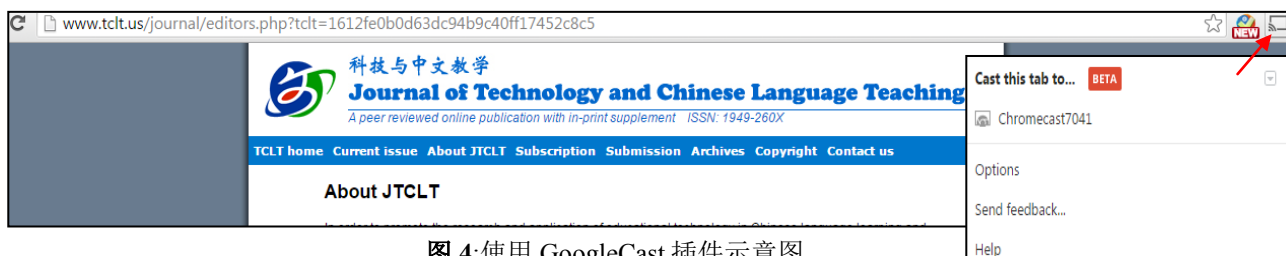 www.tclt.us/journal/editors.php?tclt=1612fe0b0d63dc94b9c40ff17452c8c5
NEW
科技与中文教学
Journal of Technology and Chinese Language Teaching
A peer reviewed online publication with in-print supplement ISSN: 1949-260X
TCLT home Current issue About JTCLT Subscription Submission Archives Copyright Contact us
About JTCLT
Cast this tab to... BETA
Chromecast7041
Options
Send feedback...
Help
图 4:使用 GoogleCast 插件示意图